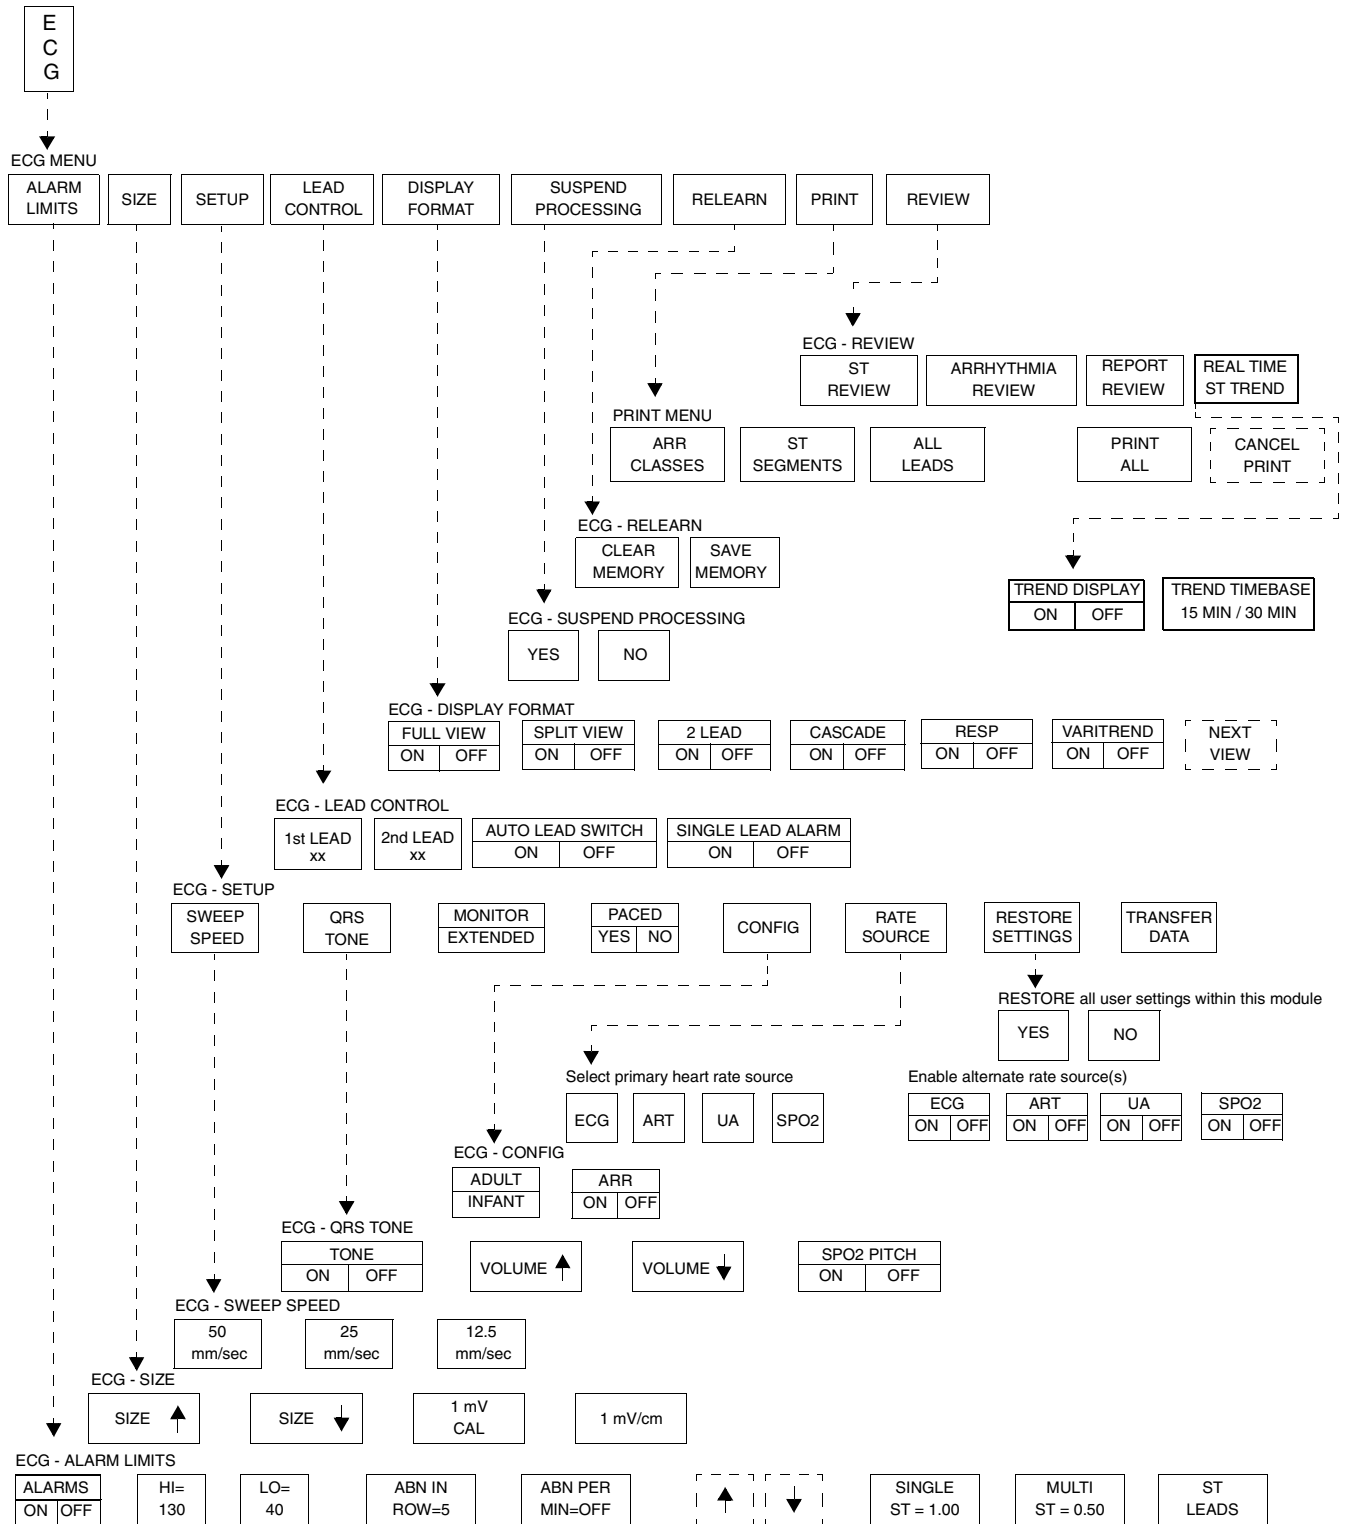 E
C
G
ECG MENU
ALARM
LIMITS
SIZE
SETUP
LEAD
CONTROL
DISPLAY
FORMAT
SUSPEND
PROCESSING
RELEARN
PRINT
REVIEW
ECG - REVIEW
ST
REVIEW
ARRHYTHMIA
REVIEW
REPORT
REVIEW
REAL TIME
ST TREND
PRINT MENU
ARR
CLASSES
ST
SEGMENTS
ALL
LEADS
PRINT
ALL
CANCEL
PRINT
ECG - RELEARN
CLEAR
MEMORY
SAVE
MEMORY
TREND DISPLAY
ON OFF
TREND TIMEBASE
15 MIN / 30 MIN
ECG - SUSPEND PROCESSING
YES
NO
ECG - DISPLAY FORMAT
FULL VIEW
ON OFF
SPLIT VIEW
ON OFF
2 LEAD
ON OFF
CASCADE
ON OFF
RESP
ON OFF
VARITREND
ON OFF
NEXT
VIEW
ECG - LEAD CONTROL
1st LEAD
xx
2nd LEAD
xx
AUTO LEAD SWITCH
ON OFF
SINGLE LEAD ALARM
ON OFF
ECG - SETUP
SWEEP
SPEED
QRS
TONE
MONITOR
EXTENDED
PACED
YES NO
CONFIG
RATE
SOURCE
RESTORE
SETTINGS
TRANSFER
DATA
RESTORE all user settings within this module
YES
NO
Select primary heart rate source
ECG
ART
UA
SPO2
Enable alternate rate source(s)
ECG
ON OFF
ART
ON OFF
UA
ON OFF
SPO2
ON OFF
ECG - CONFIG
ADULT
INFANT
ARR
ON OFF
ECG - QRS TONE
TONE
ON OFF
VOLUME
VOLUME
SPO2 PITCH
ON OFF
ECG - SWEEP SPEED
50
mm/sec
25
mm/sec
12.5
mm/sec
ECG - SIZE
SIZE
SIZE
1 mV
CAL
1 mV/cm
ECG - ALARM LIMITS
ALARMS
ON OFF
HI=
130
LO=
40
ABN IN
ROW=5
ABN PER
MIN=OFF
SINGLE
ST = 1.00
MULTI
ST = 0.50
ST
LEADS